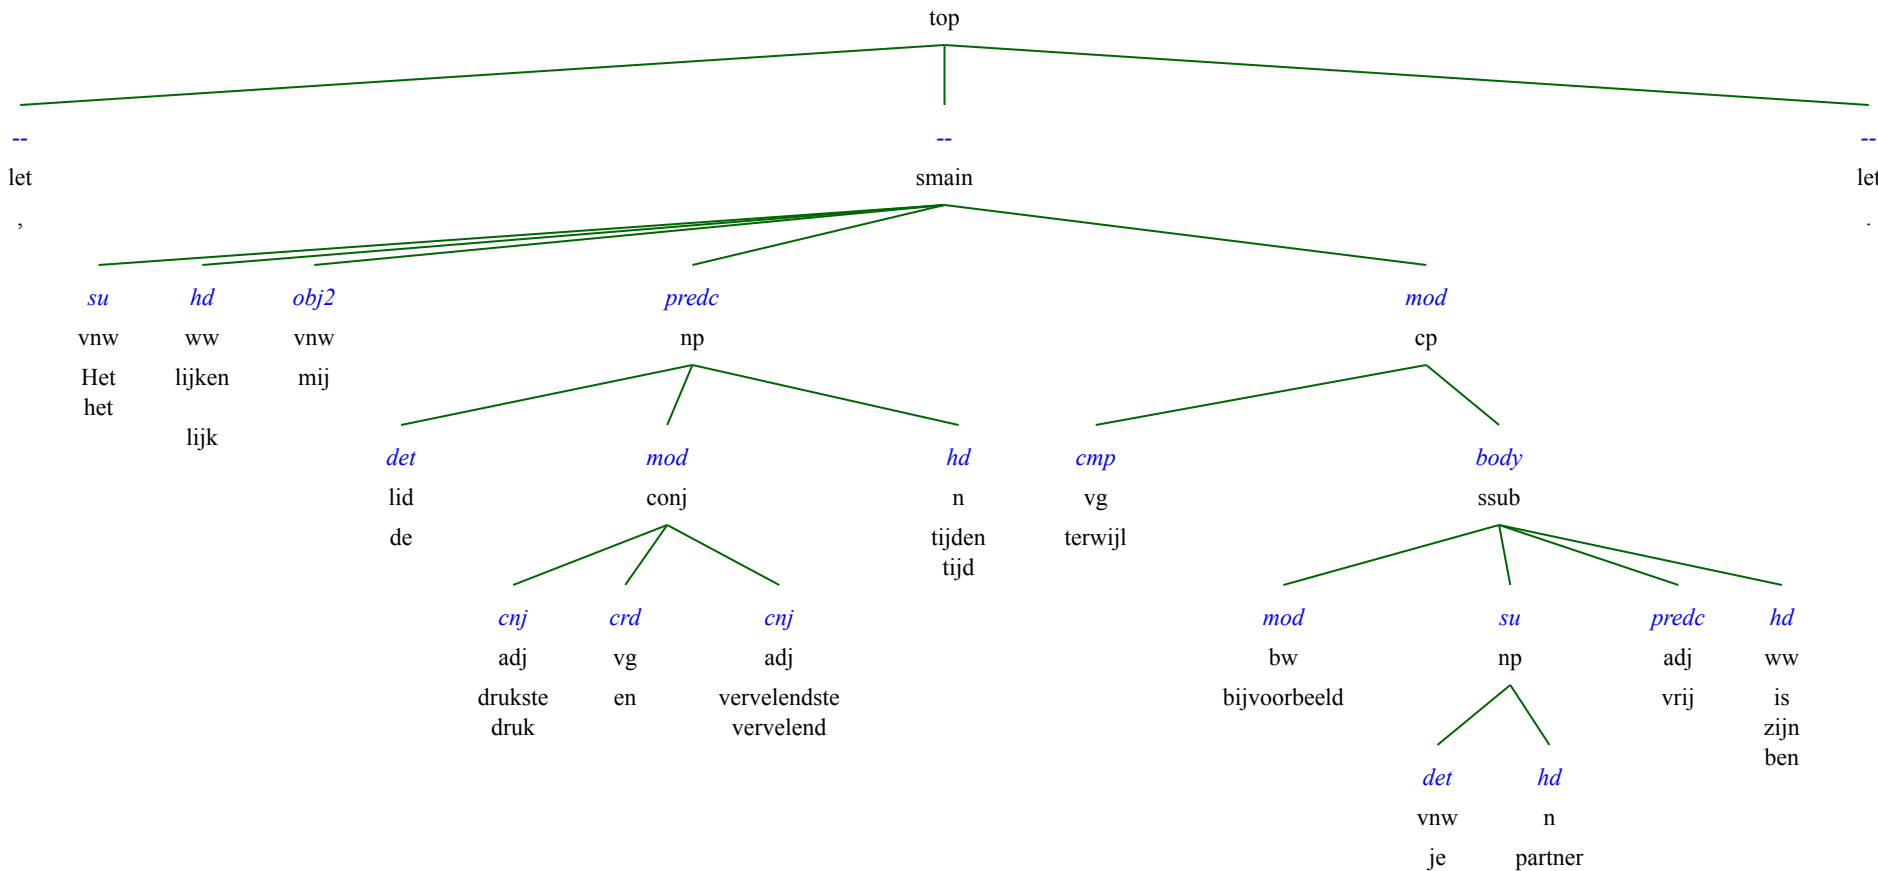 top
-- -- --
let smain let
, .
su hd obj2 predc mod
vnw ww vnw np cp
Het lijken mij
het
lijk
det mod hd cmp body
lid conj n vg ssub
de tijden terwijl
tijd
cnj crd cnj mod su predc hd
adj vg adj bw np adj ww
drukste en vervelendste bijvoorbeeld vrij is
druk vervelend zijn
ben
det hd
vnw n
je partner